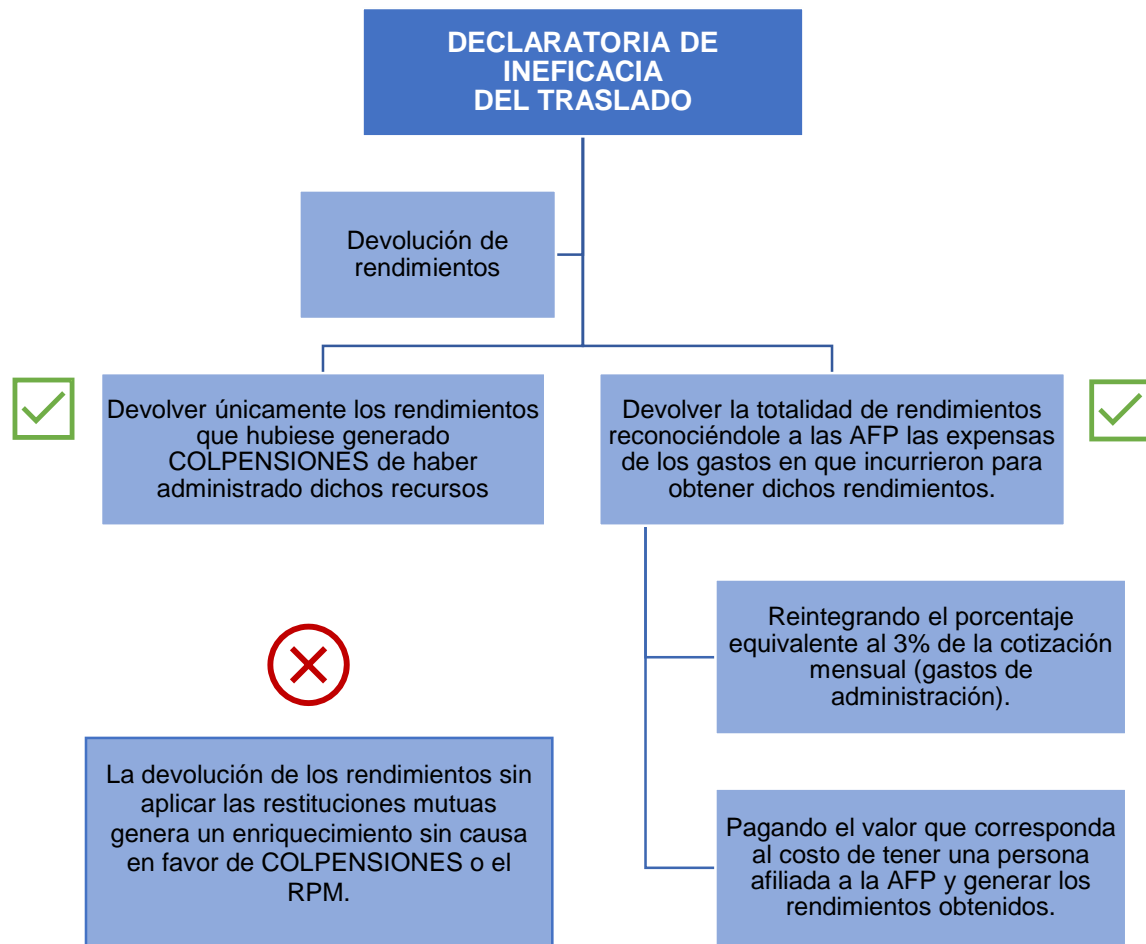 DECLARATORIA DE
INEFICACIA
DEL TRASLADO
Devolución de
rendimientos
Devolver únicamente los rendimientos
que hubiese generado
COLPENSIONES de haber
administrado dichos recursos
Devolver la totalidad de rendimientos
reconociéndole a las AFP las expensas
de los gastos en que incurrieron para
obtener dichos rendimientos.
Reintegrando el porcentaje
equivalente al 3% de la cotización
mensual (gastos de
administración).
La devolución de los rendimientos sin
aplicar las restituciones mutuas
genera un enriquecimiento sin causa
en favor de COLPENSIONES o el
RPM.
Pagando el valor que corresponda
al costo de tener una persona
afiliada a la AFP y generar los
rendimientos obtenidos.